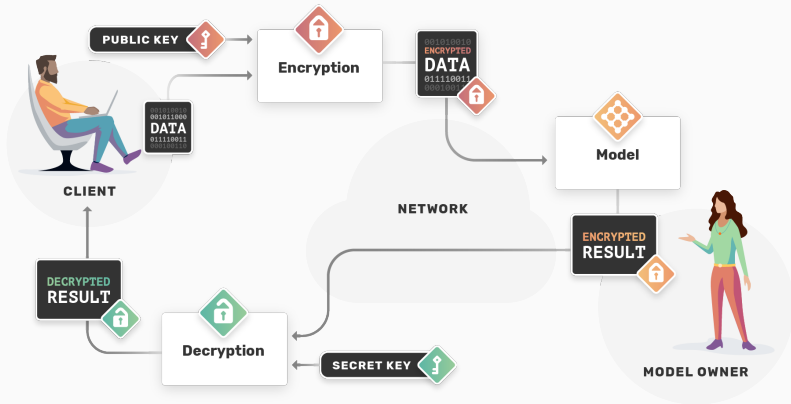 PUBLIC KEY
Encryption
001010010
ENCRYPTED
DATA
011110011
001010010
001011000
DATA
011110011
000100110
CLIENT
Model
NETWORK
ENCRYPTED
RESULT
DECRYPTED
RESULT
Decryption
SECRET KEY
MODEL OWNER